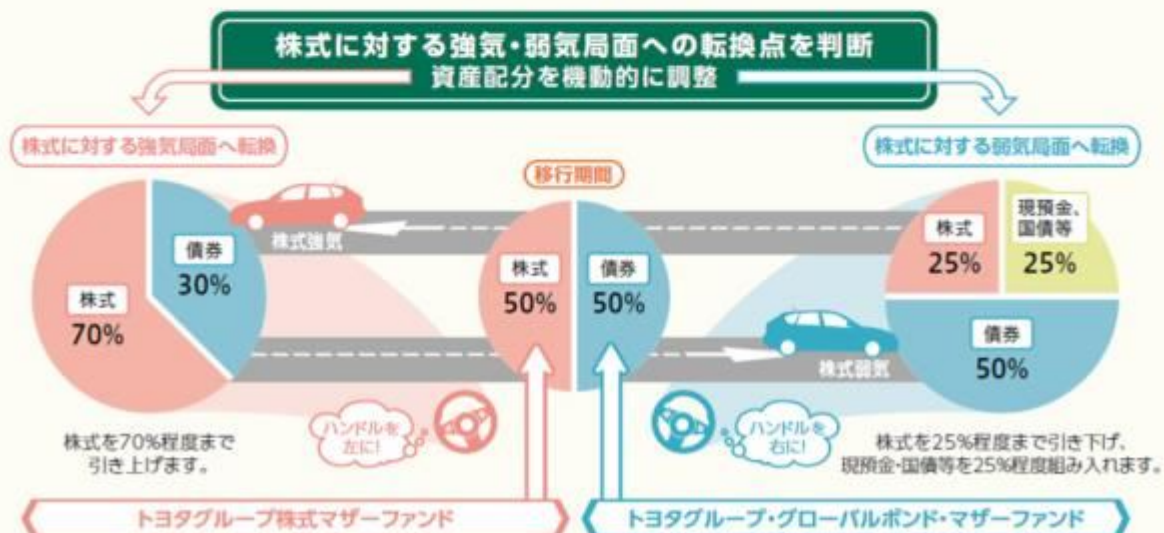 株式に対する強気・弱気局面への転換点を判断
資産配分を機動的に調整
株式に対する強気局面へ転換
株式に対する弱気局面へ転換
移行期間
債券
30%
株式
70%
株式強気
株式
50%
債券
50%
株式
25%
現預金、
国債等
25%
債券
50%
株式弱気
ハンドルを
左に!
ハンドルを
右に!
株式を70%程度まで
引き上げます。
株式を25%程度まで引き下げ、
現預金・国債等を25%程度組み入れます。
トヨタグループ株式マザーファンド
トヨタグループ・グローバルボンド・マザーファンド